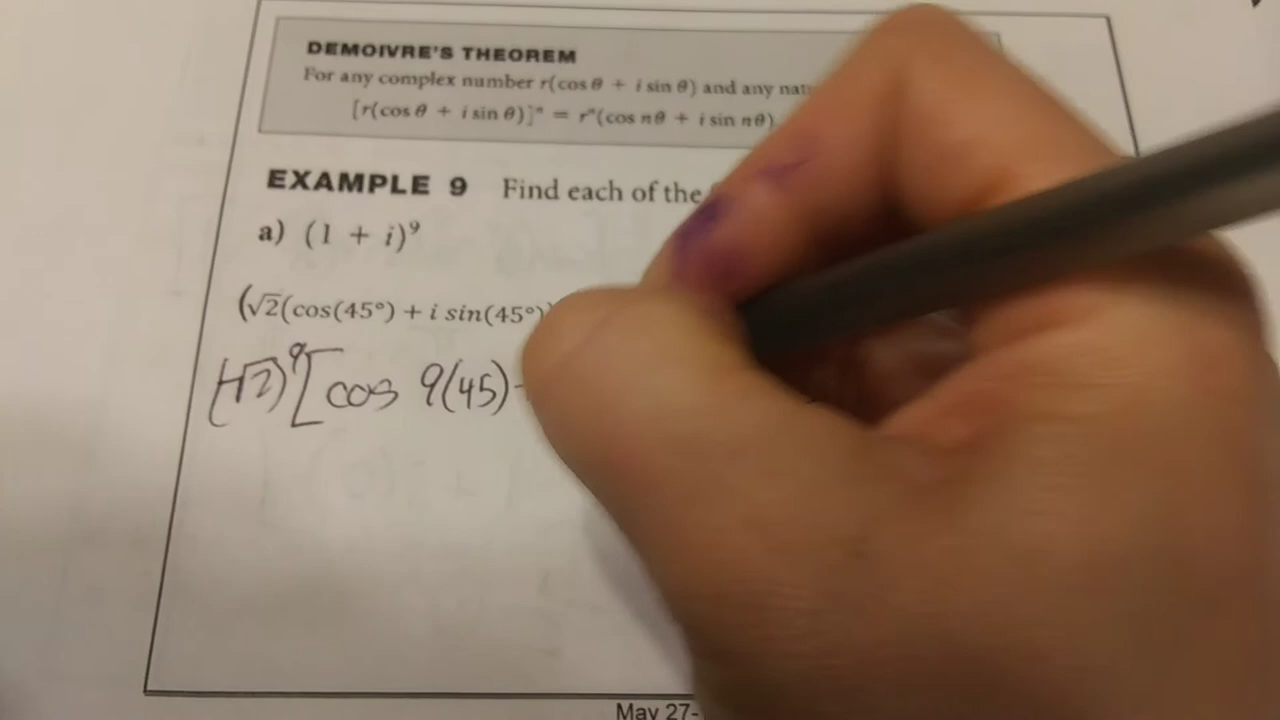 DEMOIVRE'S THEOREM
For any complex number r(cos θ + i sin θ) and any
[r(cos θ + i sin θ)]ⁿ = rⁿ(cos nθ + i sin nθ)
EXAMPLE 9 Find each of the
a) (1 + i)⁹
(√2(cos(45°) + i sin(45°)
(√2)⁹[cos 9(45)
May 27-